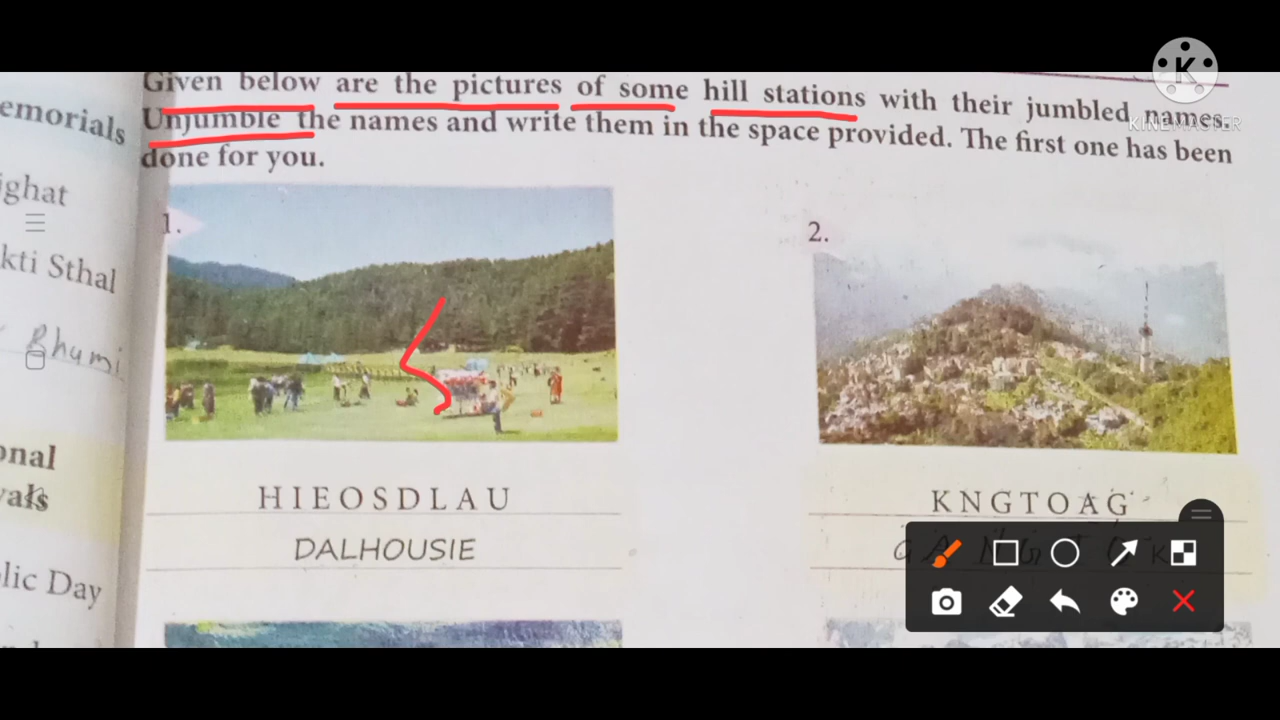 Given below are the pictures of some hill stations with their jumbled names.
Unjumble the names and write them in the space provided. The first one has been
done for you.
KINEMASTER
emorials
ighat
kti Sthal
Bhumi
onal
vals
lic Day
1.
2.
HIEOSDLAU
DALHOUSIE
KNGTOAG